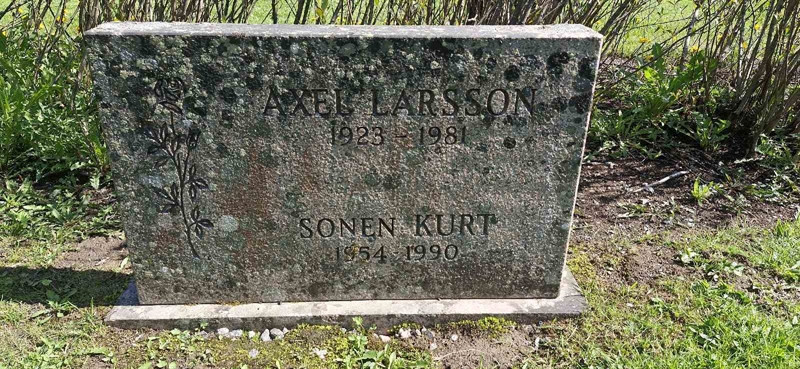 AXEL LARSSON
1923 - 1981
SONEN KURT
1954 1990